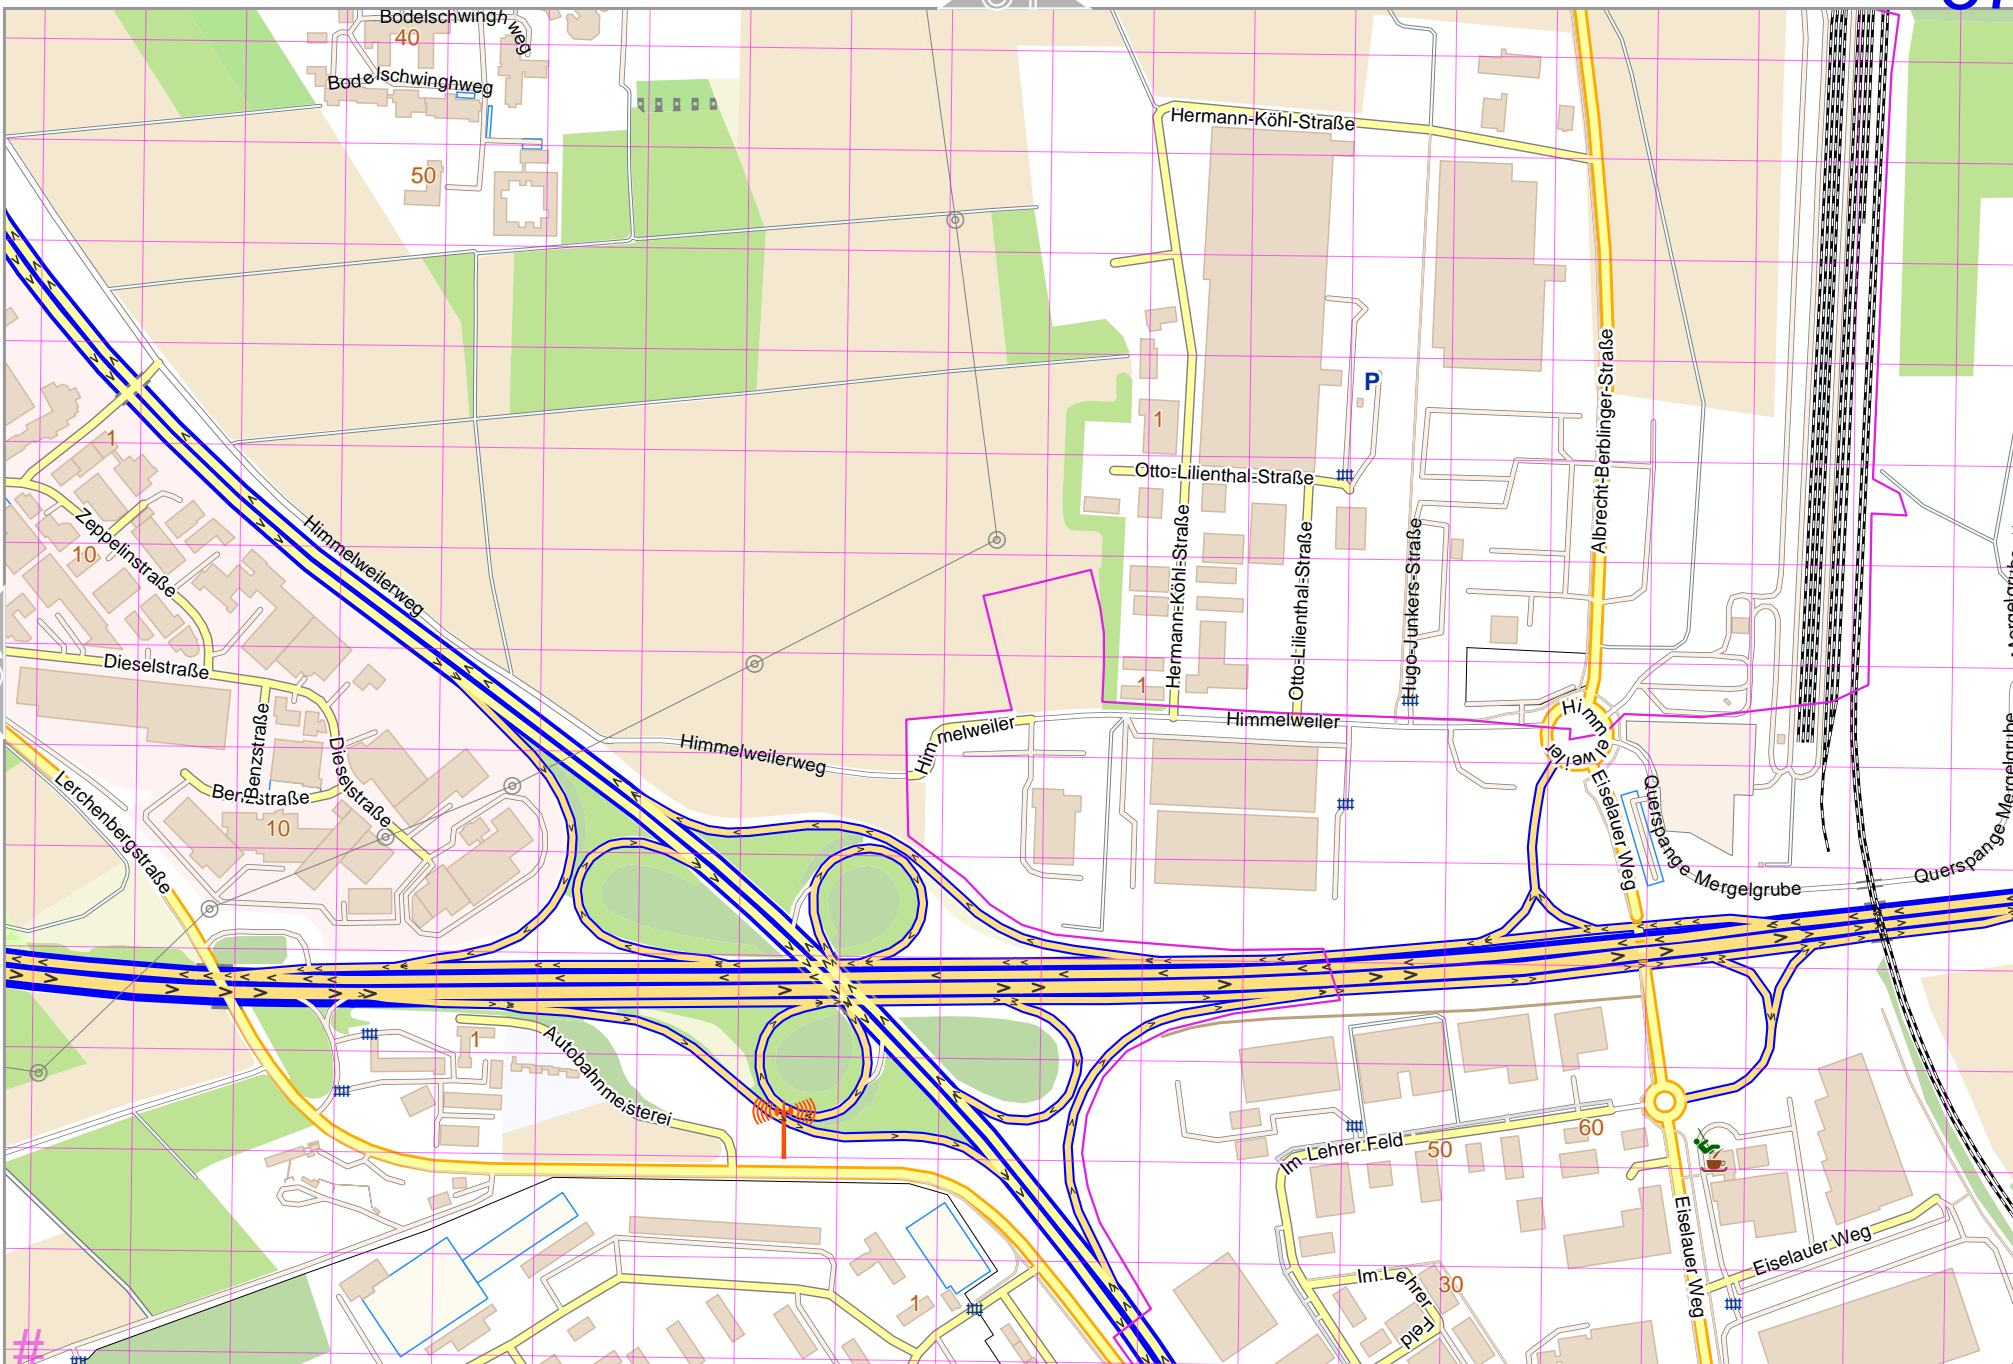 Bodelschwinghweg
40
Bodelschwinghweg
50
Hermann-Köhl-Straße
P
1
1
Otto-Lilienthal-Straße
Albrecht-Berblinger-Straße
Zeppelinstraße
10
Himmelweilerweg
Hermann-Köhl-Straße
Otto-Lilienthal-Straße
Hugo-Junkers-Straße
Mergelgrube
Dieselstraße
1
Benzstraße
Dieselstraße
Himmelweiler
Himmelweiler
Himmelweiler
Himmelweilerweg
Benzstraße
10
Lerchenbergstraße
Eiselauer Weg
Querspange Mergelgrube
Querspange Mergelgrube
1
Autobahnmeisterei
Im Lehrer Feld
50
60
Eiselauer Weg
Eiselauer Weg
Im Lehrer Feld
30
1
#